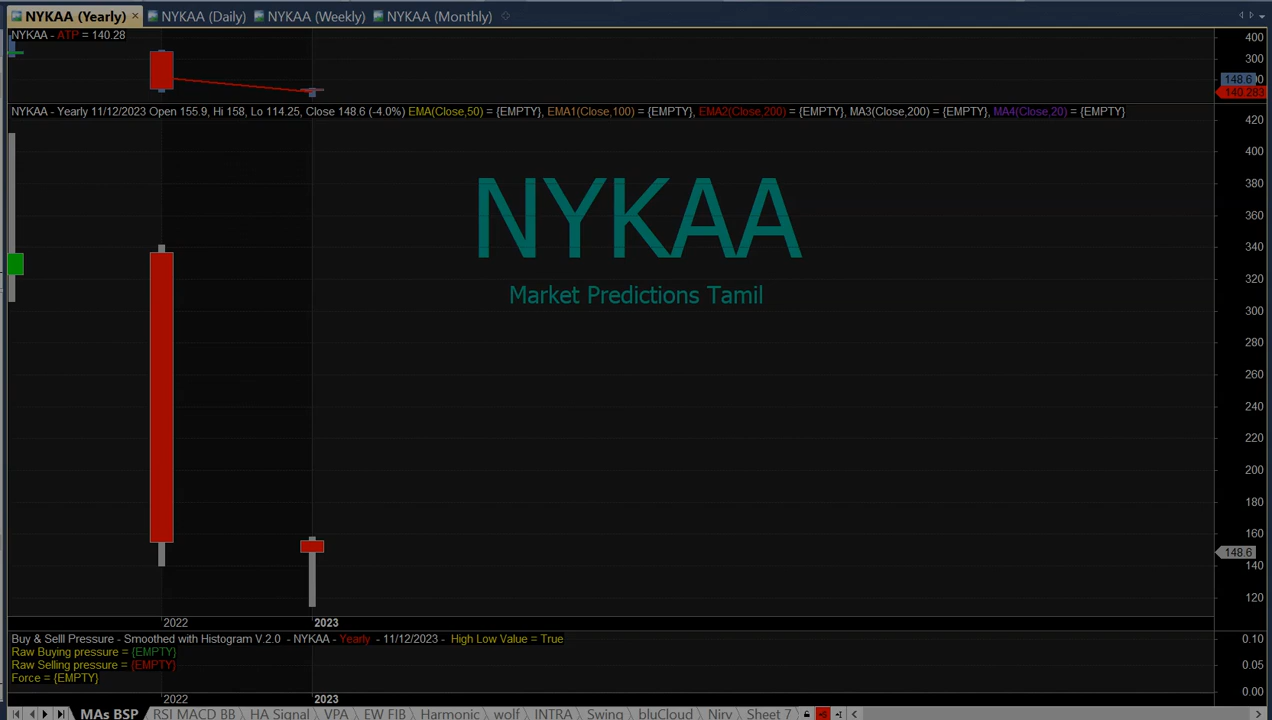 NYKAA (Yearly) × NYKAA (Daily) NYKAA (Weekly) NYKAA (Monthly)
NYKAA - ATP = 140.28
400
300
148.6
140.283
NYKAA - Yearly 11/12/2023 Open 155.9, Hi 158, Lo 114.25, Close 148.6 (-4.0%) EMA(Close,50) = {EMPTY}, EMA1(Close,100) = {EMPTY}, EMA2(Close,200) = {EMPTY}, MA3(Close,200) = {EMPTY}, MA4(Close,20) = {EMPTY}
420
400
380
360
340
320
300
280
260
240
220
200
180
160
148.6
140
120
NYKAA
Market Predictions Tamil
2022 2023
Buy & Selll Pressure - Smoothed with Histogram V.2.0 - NYKAA - Yearly - 11/12/2023 - High Low Value = True
Raw Buying pressure = {EMPTY}
Raw Selling pressure = {EMPTY}
Force = {EMPTY}
0.10
0.05
0.00
2022 2023
MAs BSP RSI MACD BB HA Signal VPA EW FIB Harmonic wolf INTRA Swing bluCloud Nirv Sheet 7